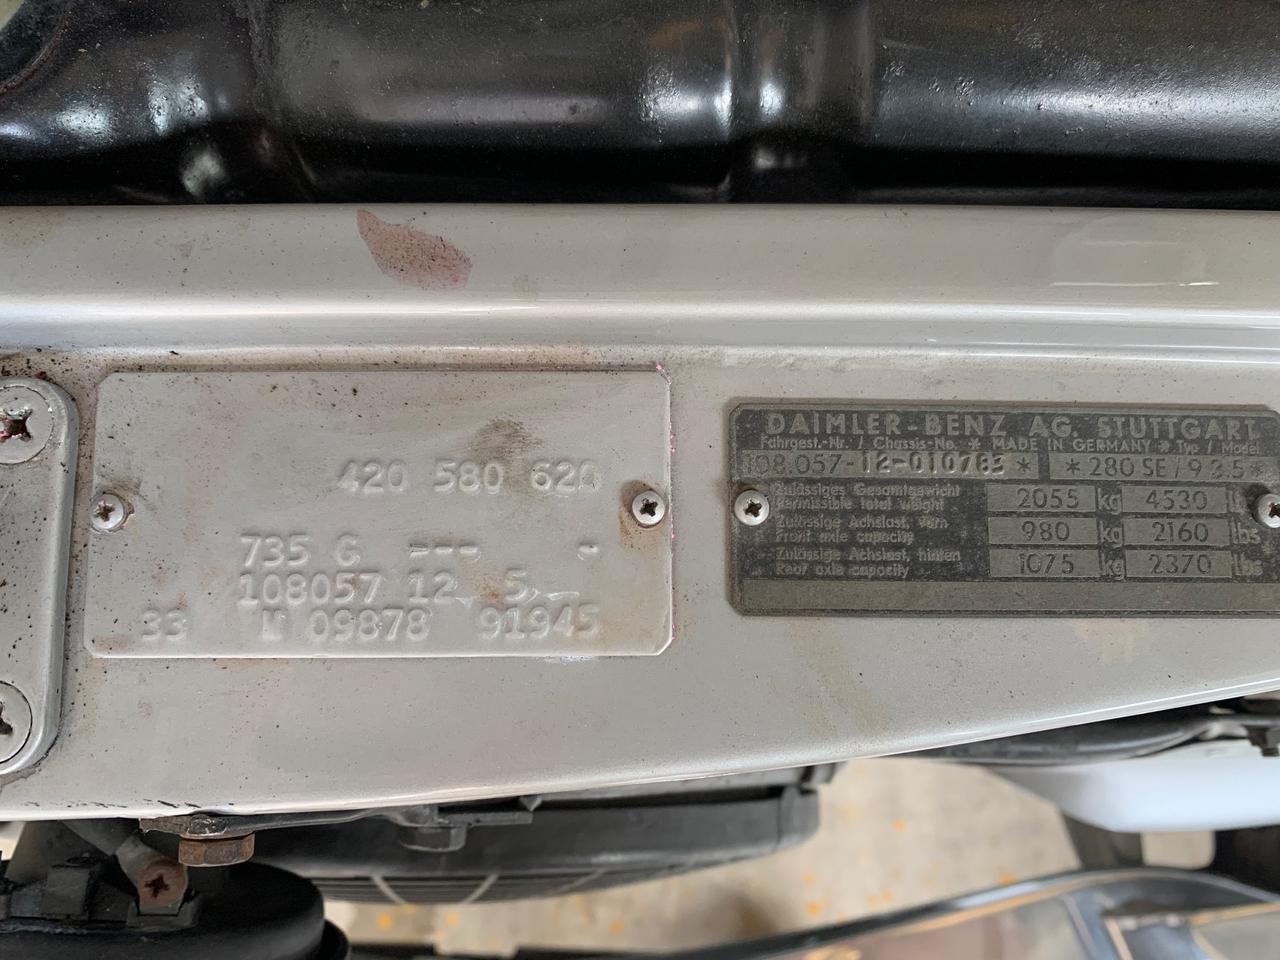 420 580 620
735 G --- -
108057 12 5
33 M 09878 91945
DAIMLER-BENZ AG. STUTTGART
Fahrgest.-Nr. / Chassis-No. * MADE IN GERMANY * Typ / Model
108.057-12-010783* *280 SE/9 3.5*
Zulässiges Gesamtgewicht
Permissible total weight 2055 kg 4530 lbs
Zulässige Achslast, vorn
Front axle capacity 980 kg 2160 lbs
Zulässige Achslast, hinten
Rear axle capacity 1075 kg 2370 lbs